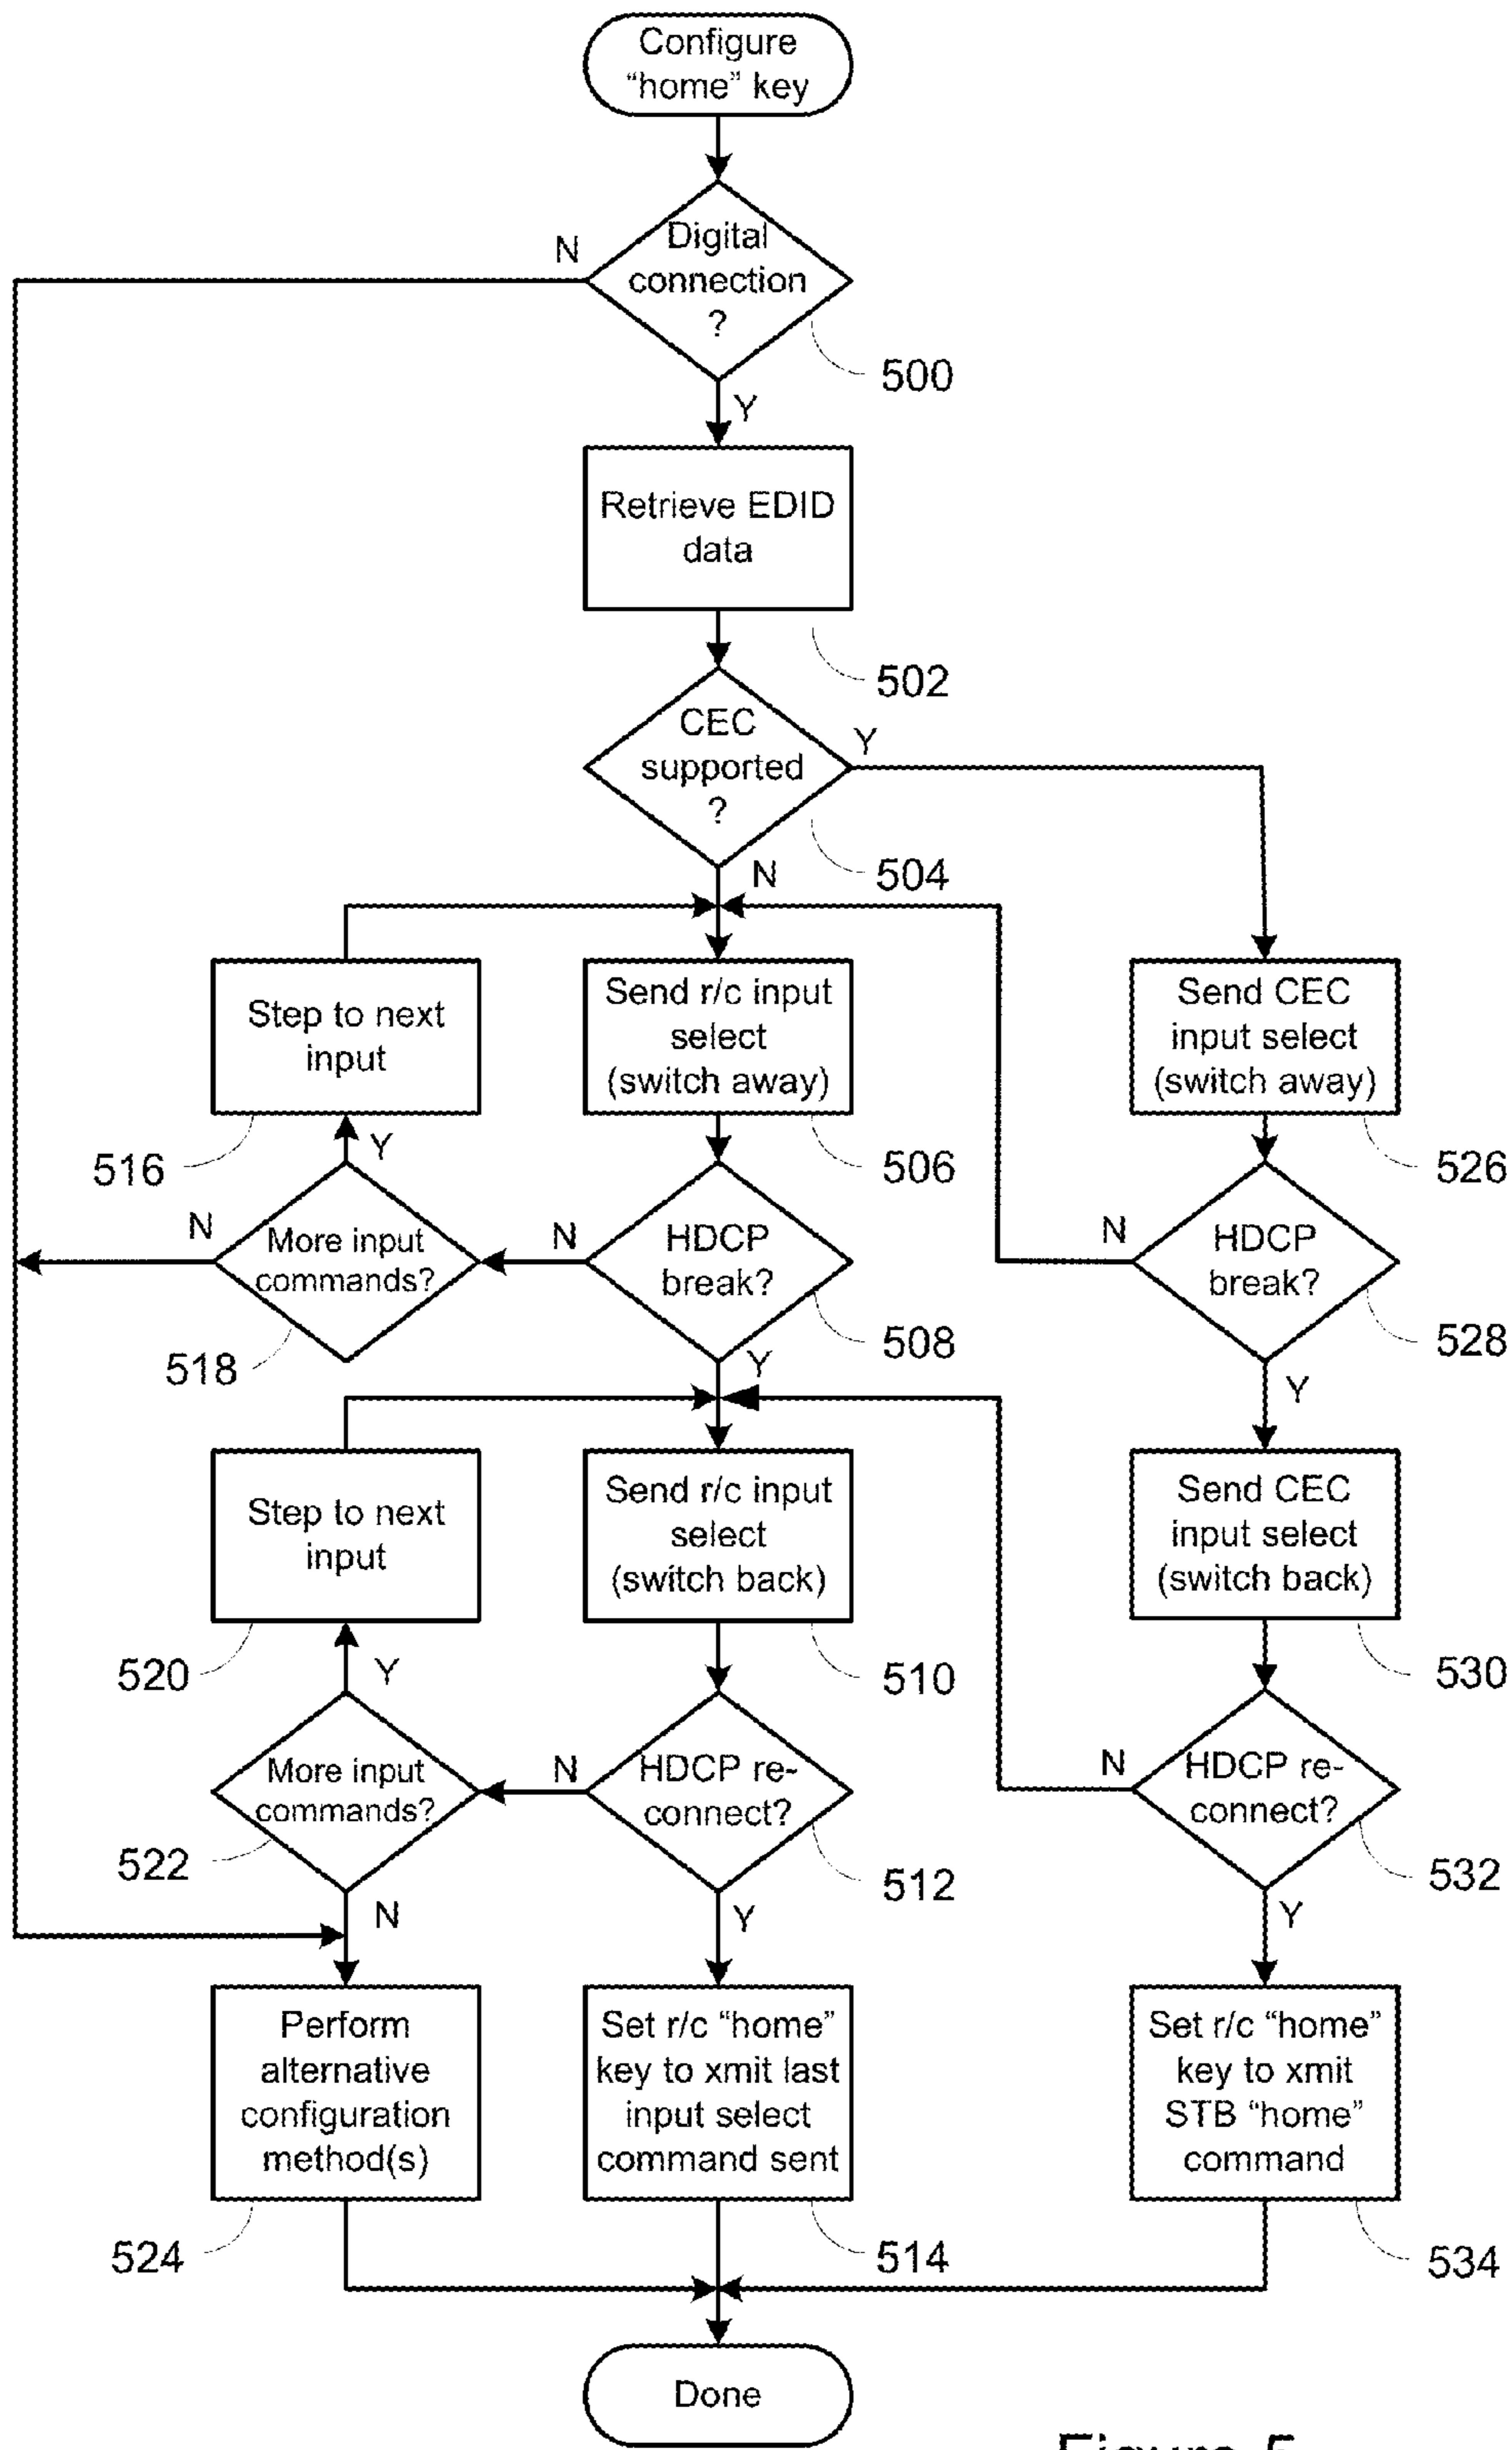 Configure
“home” key
N
Digital
connection
?
500
Y
Retrieve EDID
data
502
CEC
supported
?
Y
504
N
Step to next
input
Send r/c input
select
(switch away)
Send CEC
input select
(switch away)
516
Y
506
526
N
More input
commands?
N
HDCP
break?
N
HDCP
break?
518
508
528
Y
Y
Step to next
input
Send r/c input
select
(switch back)
Send CEC
input select
(switch back)
520
Y
510
530
More input
commands?
N
HDCP re-
connect?
N
HDCP re-
connect?
522
512
532
N
Y
Y
Perform
alternative
configuration
method(s)
Set r/c “home”
key to xmit last
input select
command sent
Set r/c “home”
key to xmit
STB “home”
command
524
514
534
Done
Figure 5